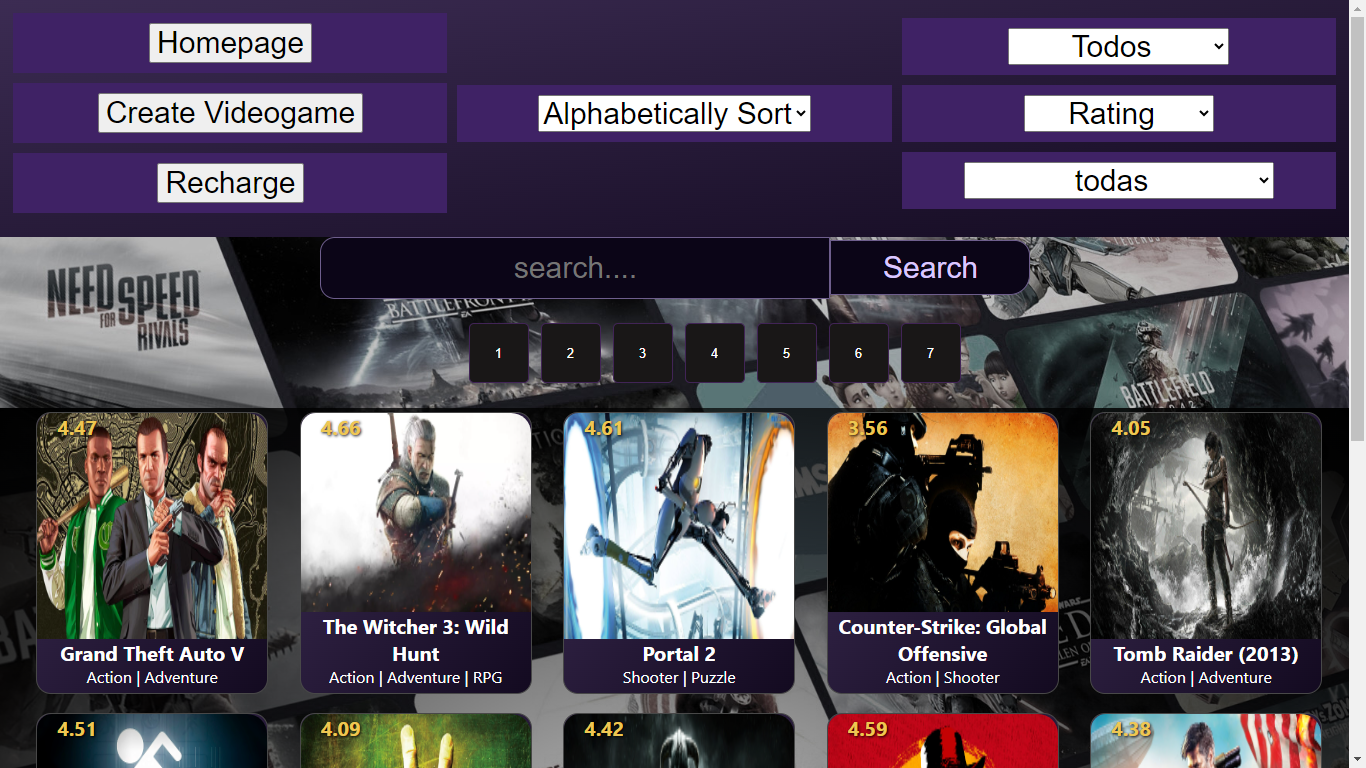 Homepage
Create Videogame
Recharge
Alphabetically Sort
Todos
Rating
todas
NEED
FOR SPEED
RIVALS
BATTLEFRONT
EA
search....
Search
BATTLEFIELD
1 2 3 4 5 6 7
4.47
Grand Theft Auto V
Action | Adventure
4.66
The Witcher 3: Wild
Hunt
Action | Adventure | RPG
4.61
Portal 2
Shooter | Puzzle
3.56
Counter-Strike: Global
Offensive
Action | Shooter
4.05
Tomb Raider (2013)
Action | Adventure
4.51
4.09
4.42
4.59
4.38